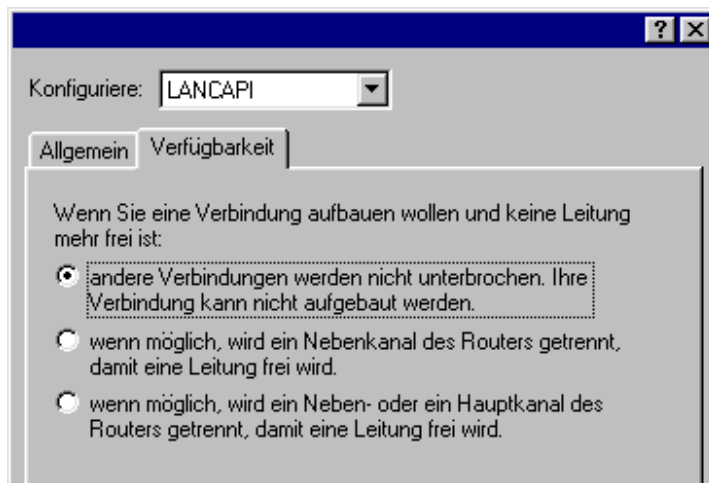 Konfiguriere: LANCAPI
Allgemein Verfügbarkeit
Wenn Sie eine Verbindung aufbauen wollen und keine Leitung
mehr frei ist:
andere Verbindungen werden nicht unterbrochen. Ihre
Verbindung kann nicht aufgebaut werden.
wenn möglich, wird ein Nebenkanal des Routers getrennt,
damit eine Leitung frei wird.
wenn möglich, wird ein Neben- oder ein Hauptkanal des
Routers getrennt, damit eine Leitung frei wird.